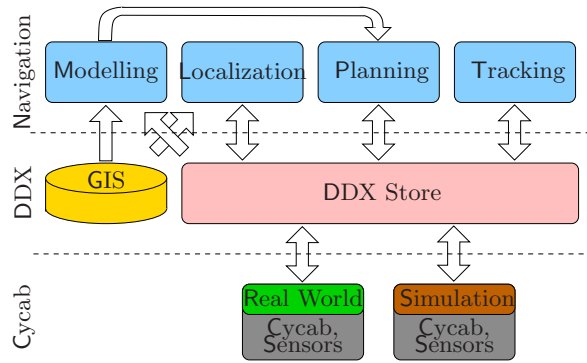 Navigation
Modelling
Localization
Planning
Tracking
DDX
GIS
DDX Store
Cycab
Real World
Cycab,
Sensors
Simulation
Cycab,
Sensors